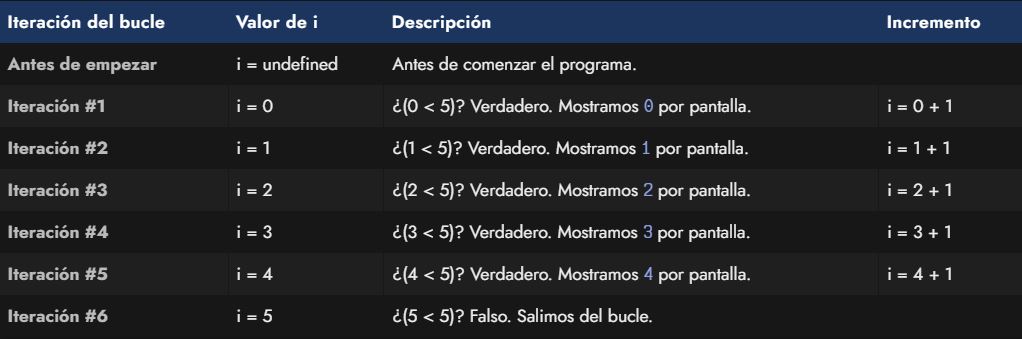 Iteración del bucle Valor de i Descripción Incremento
Antes de empezar i = undefined Antes de comenzar el programa.
Iteración #1 i = 0 ¿(0 < 5)? Verdadero. Mostramos 0 por pantalla. i = 0 + 1
Iteración #2 i = 1 ¿(1 < 5)? Verdadero. Mostramos 1 por pantalla. i = 1 + 1
Iteración #3 i = 2 ¿(2 < 5)? Verdadero. Mostramos 2 por pantalla. i = 2 + 1
Iteración #4 i = 3 ¿(3 < 5)? Verdadero. Mostramos 3 por pantalla. i = 3 + 1
Iteración #5 i = 4 ¿(4 < 5)? Verdadero. Mostramos 4 por pantalla. i = 4 + 1
Iteración #6 i = 5 ¿(5 < 5)? Falso. Salimos del bucle.